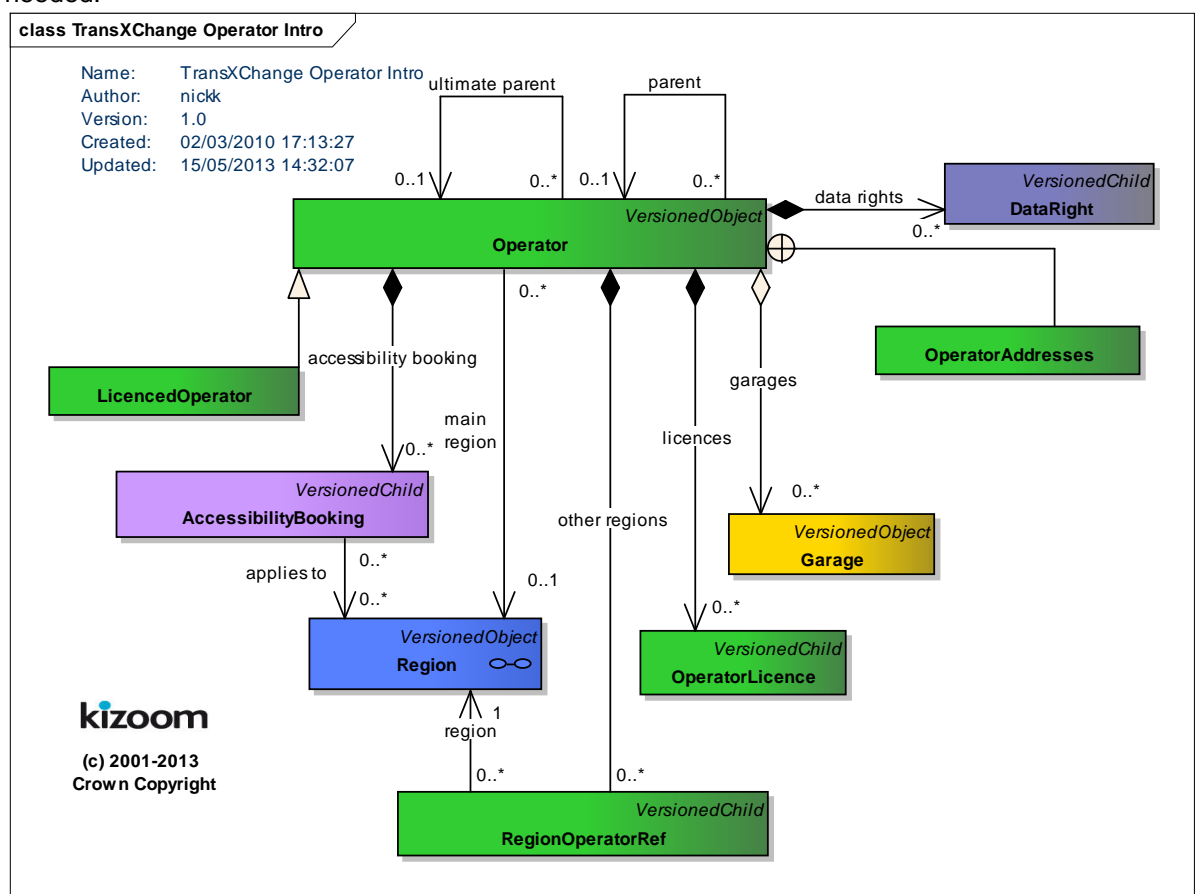 needed.
class TransXChange Operator Intro
Name: TransXChange Operator Intro
Author: nickk
Version: 1.0
Created: 02/03/2010 17:13:27
Updated: 15/05/2013 14:32:07
ultimate parent
parent
0..1
0..*
0..1
0..*
VersionedObject
Operator
data rights
0..*
VersionedChild
DataRight
OperatorAddresses
LicencedOperator
accessibility booking
0..*
0..*
main
region
0..1
garages
0..*
licences
0..*
other regions
0..*
VersionedChild
AccessibilityBooking
0..*
applies to
0..*
VersionedObject
Garage
VersionedObject
Region
VersionedChild
OperatorLicence
1
region
0..*
VersionedChild
RegionOperatorRef
kizoom
(c) 2001-2013
Crown Copyright